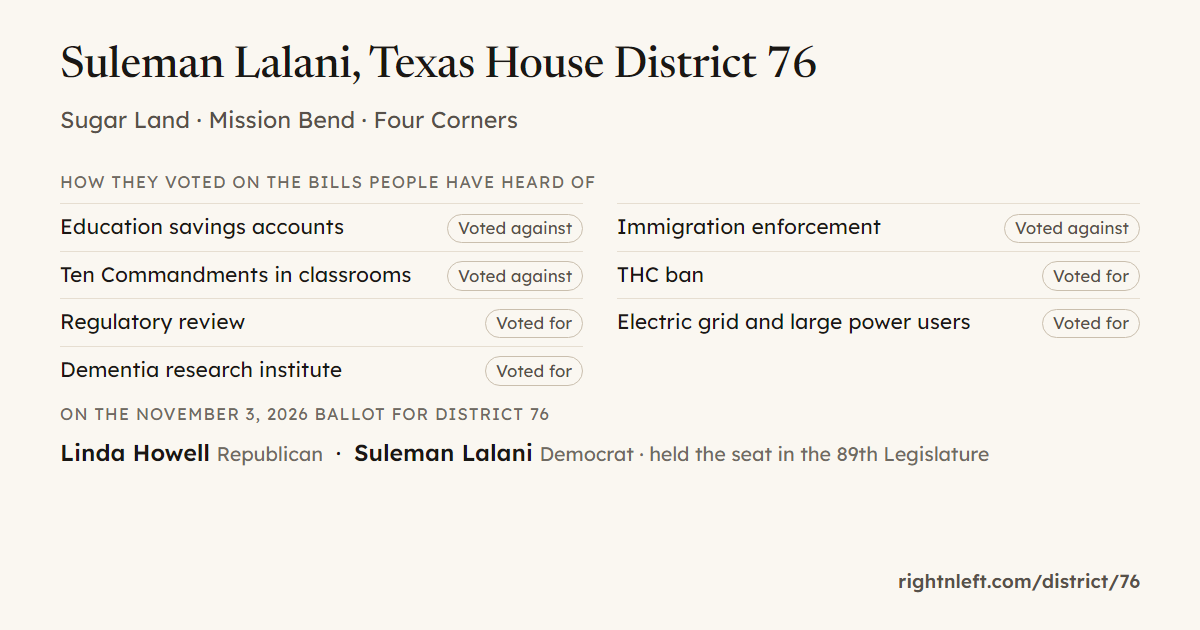 Suleman Lalani, Texas House District 76
Sugar Land · Mission Bend · Four Corners
HOW THEY VOTED ON THE BILLS PEOPLE HAVE HEARD OF
Education savings accounts Voted against
Immigration enforcement Voted against
Ten Commandments in classrooms Voted against
THC ban Voted for
Regulatory review Voted for
Electric grid and large power users Voted for
Dementia research institute Voted for
ON THE NOVEMBER 3, 2026 BALLOT FOR DISTRICT 76
Linda Howell Republican · Suleman Lalani Democrat · held the seat in the 89th Legislature
rightnleft.com/district/76